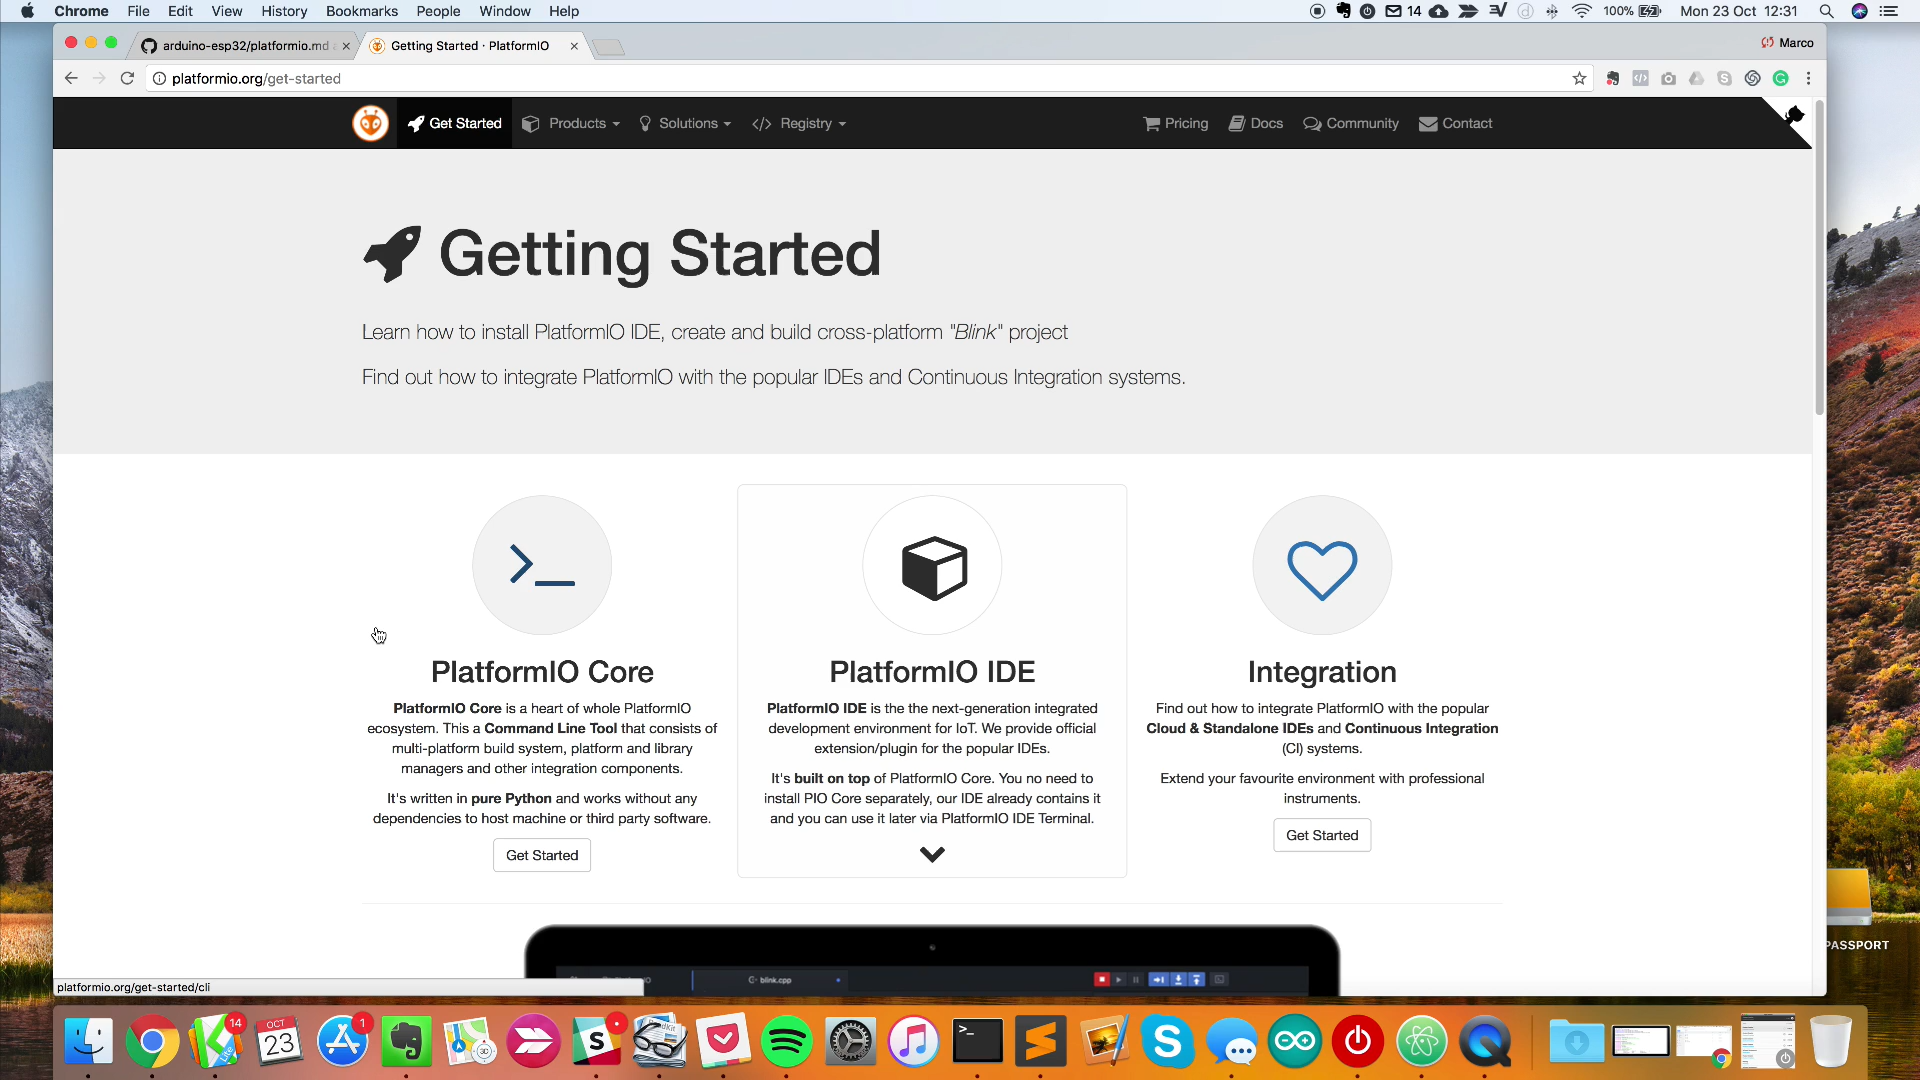 Chrome File Edit View History Bookmarks People Window Help
14 100% Mon 23 Oct 12:31
arduino-esp32/platformio.md
Getting Started · PlatformIO
Marco
platformio.org/get-started
Get Started Products Solutions Registry Pricing Docs Community Contact
Getting Started
Learn how to install PlatformIO IDE, create and build cross-platform "Blink" project
Find out how to integrate PlatformIO with the popular IDEs and Continuous Integration systems.
PlatformIO Core
PlatformIO Core is a heart of whole PlatformIO
ecosystem. This a Command Line Tool that consists of
multi-platform build system, platform and library
managers and other integration components.
It's written in pure Python and works without any
dependencies to host machine or third party software.
Get Started
PlatformIO IDE
PlatformIO IDE is the the next-generation integrated
development environment for IoT. We provide official
extension/plugin for the popular IDEs.
It's built on top of PlatformIO Core. You no need to
install PIO Core separately, our IDE already contains it
and you can use it later via PlatformIO IDE Terminal.
Integration
Find out how to integrate PlatformIO with the popular
Cloud & Standalone IDEs and Continuous Integration
(CI) systems.
Extend your favourite environment with professional
instruments.
Get Started
blink.cpp
PASSPORT
platformio.org/get-started/cli
14
OCT
23
1